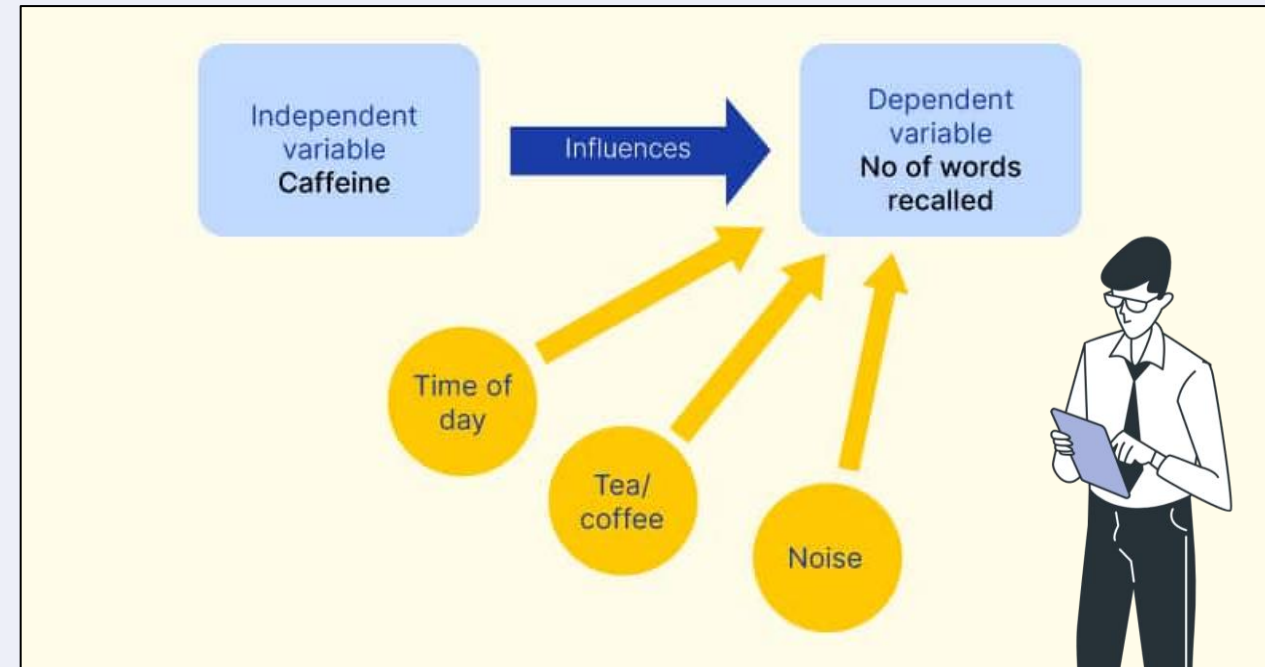 Independent
variable
Caffeine
Influences
Dependent
variable
No of words
recalled
Time of
day
Tea/
coffee
Noise